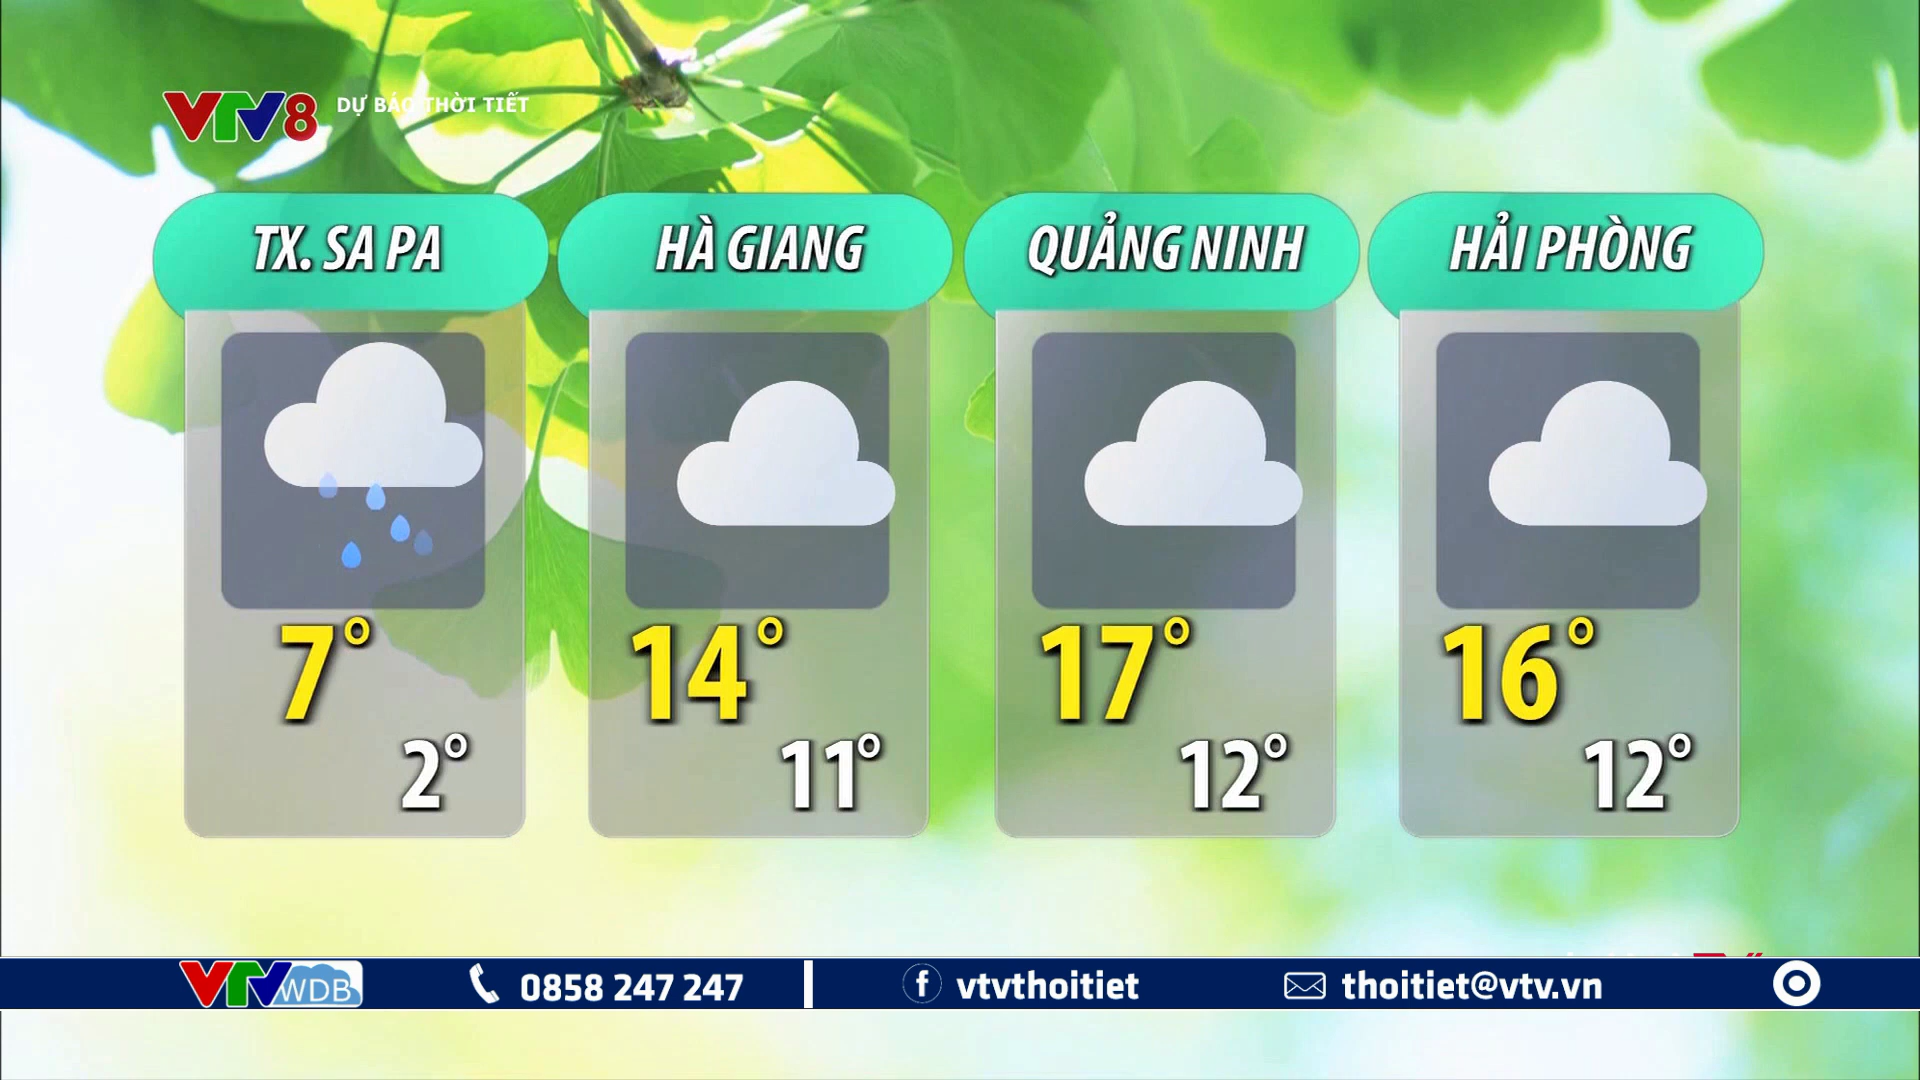 VTV8 DỰ BÁO THỜI TIẾT
TX. SA PA
7°
2°
HÀ GIANG
14°
11°
QUẢNG NINH
17°
12°
HẢI PHÒNG
16°
12°
VTV WDB 0858 247 247 vtvthoitiet thoitiet@vtv.vn